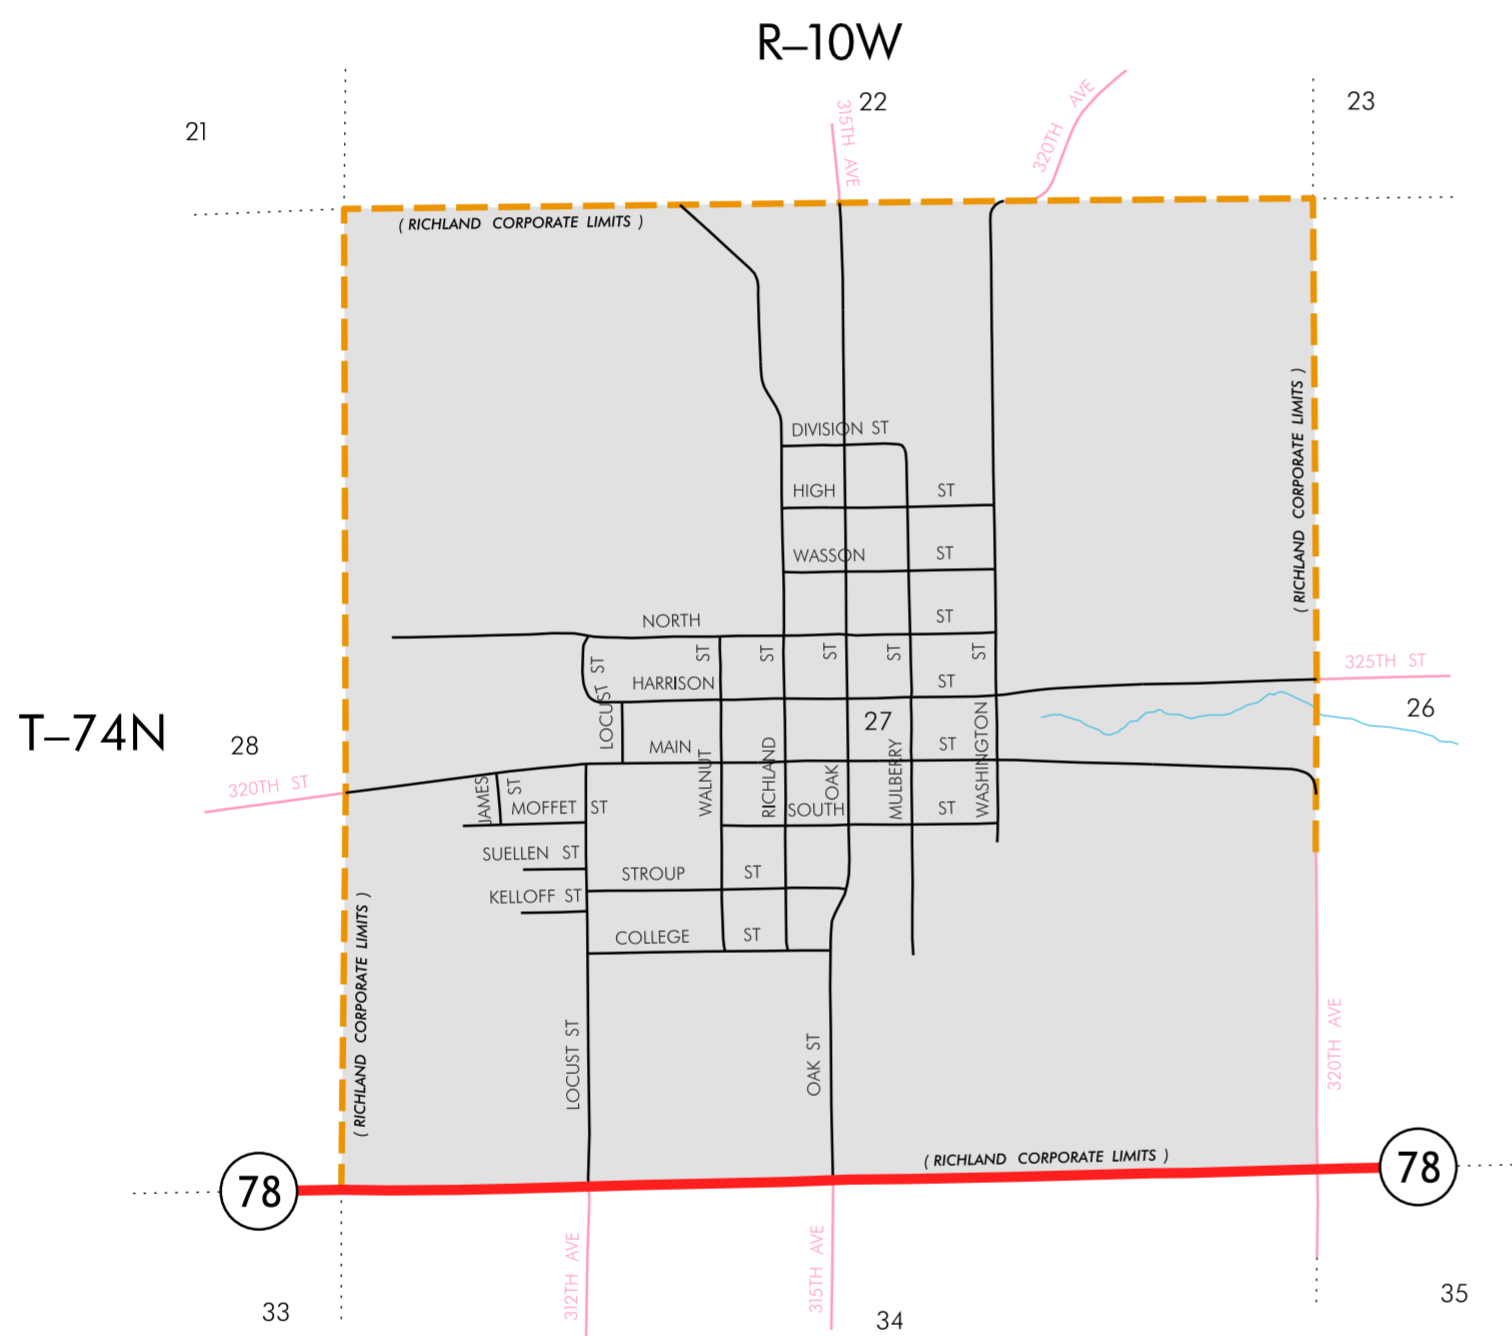 R–10W
21
22
23
315TH AVE
320TH AVE
( RICHLAND CORPORATE LIMITS )
( RICHLAND CORPORATE LIMITS )
DIVISION ST
HIGH ST
WASSON ST
NORTH ST
LOCUST ST
WALNUT ST
RICHLAND ST
OAK ST
MULBERRY ST
WASHINGTON ST
HARRISON ST
325TH ST
T–74N
28
27
26
MAIN ST
320TH ST
JAMES ST
MOFFET ST
SOUTH ST
SUELLEN ST
STROUP ST
KELLOFF ST
COLLEGE ST
( RICHLAND CORPORATE LIMITS )
LOCUST ST
OAK ST
320TH AVE
( RICHLAND CORPORATE LIMITS )
78
78
312TH AVE
315TH AVE
33
34
35